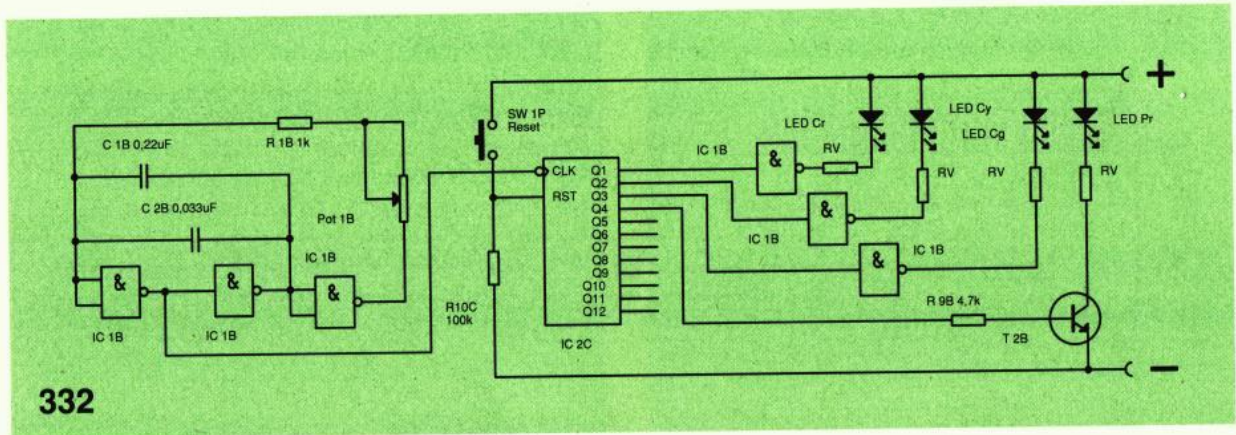 C 1B 0,22uF
R 1B 1k
C 2B 0,033uF
Pot 1B
IC 1B
&
&
&
IC 1B
IC 1B
SW 1P
Reset
CLK
RST
Q1
Q2
Q3
Q4
Q5
Q6
Q7
Q8
Q9
Q10
Q11
Q12
R10C
100k
IC 2C
IC 1B
&
RV
LED Cr
&
IC 1B
RV
LED Cy
LED Cg
&
IC 1B
RV
LED Pr
RV
R 9B 4,7k
T 2B
+
−
332